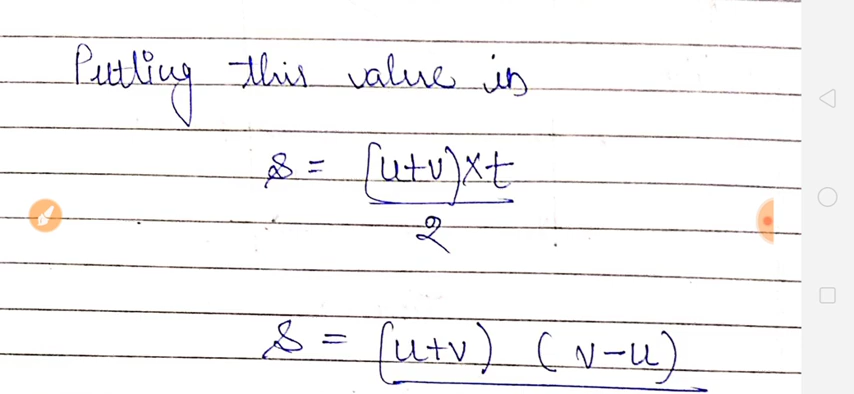 Putting this value in
s = (u+v)×t
2
s = (u+v) (v-u)